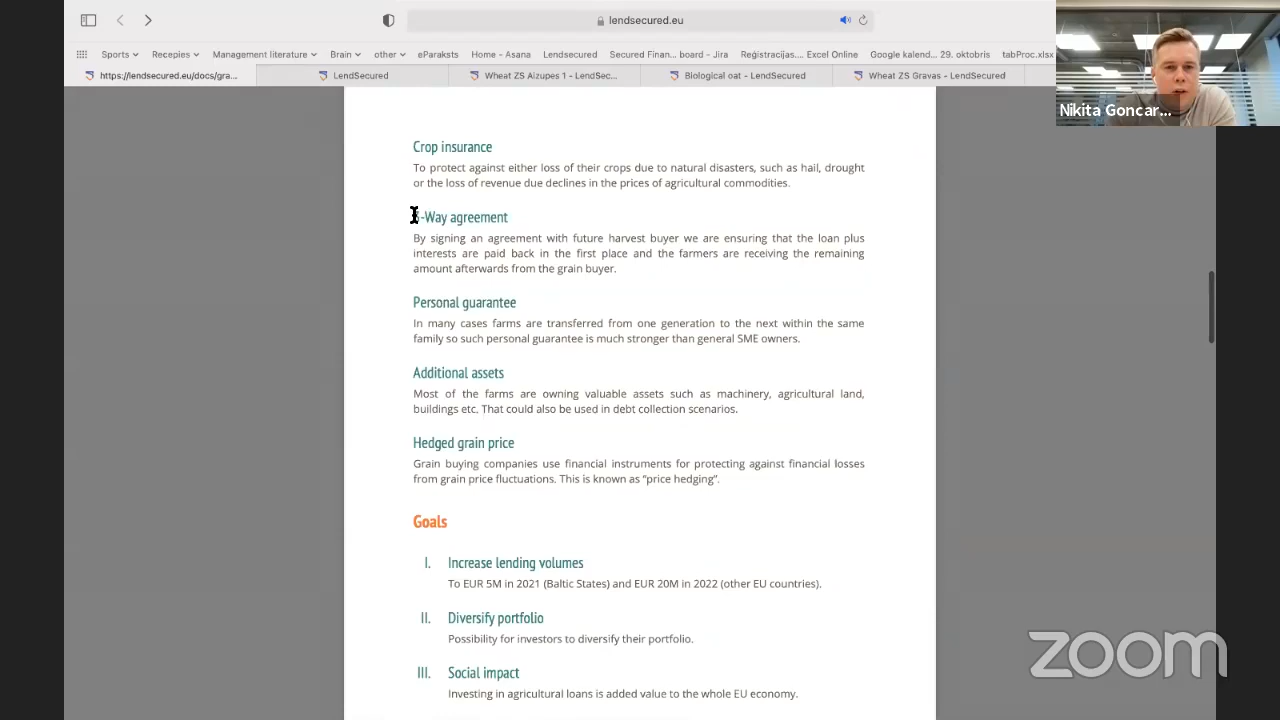 lendsecured.eu
Sports Recepies Management literature Brain other eParaksts Home - Asana Lendsecured Secured Finan... board - Jira Reģistrācijas.... Excel Online Google kalend... 29. oktobris tabProc.xlsx
https://lendsecured.eu/docs/gra... LendSecured Wheat ZS Aizupes 1 - LendSec... Biological oat - LendSecured Wheat ZS Gravas - LendSecured
Nikita Goncar...
Crop insurance
To protect against either loss of their crops due to natural disasters, such as hail, drought
or the loss of revenue due declines in the prices of agricultural commodities.
-Way agreement
By signing an agreement with future harvest buyer we are ensuring that the loan plus
interests are paid back in the first place and the farmers are receiving the remaining
amount afterwards from the grain buyer.
Personal guarantee
In many cases farms are transferred from one generation to the next within the same
family so such personal guarantee is much stronger than general SME owners.
Additional assets
Most of the farms are owning valuable assets such as machinery, agricultural land,
buildings etc. That could also be used in debt collection scenarios.
Hedged grain price
Grain buying companies use financial instruments for protecting against financial losses
from grain price fluctuations. This is known as “price hedging”.
Goals
I. Increase lending volumes
To EUR 5M in 2021 (Baltic States) and EUR 20M in 2022 (other EU countries).
II. Diversify portfolio
Possibility for investors to diversify their portfolio.
III. Social impact
Investing in agricultural loans is added value to the whole EU economy.
zoom